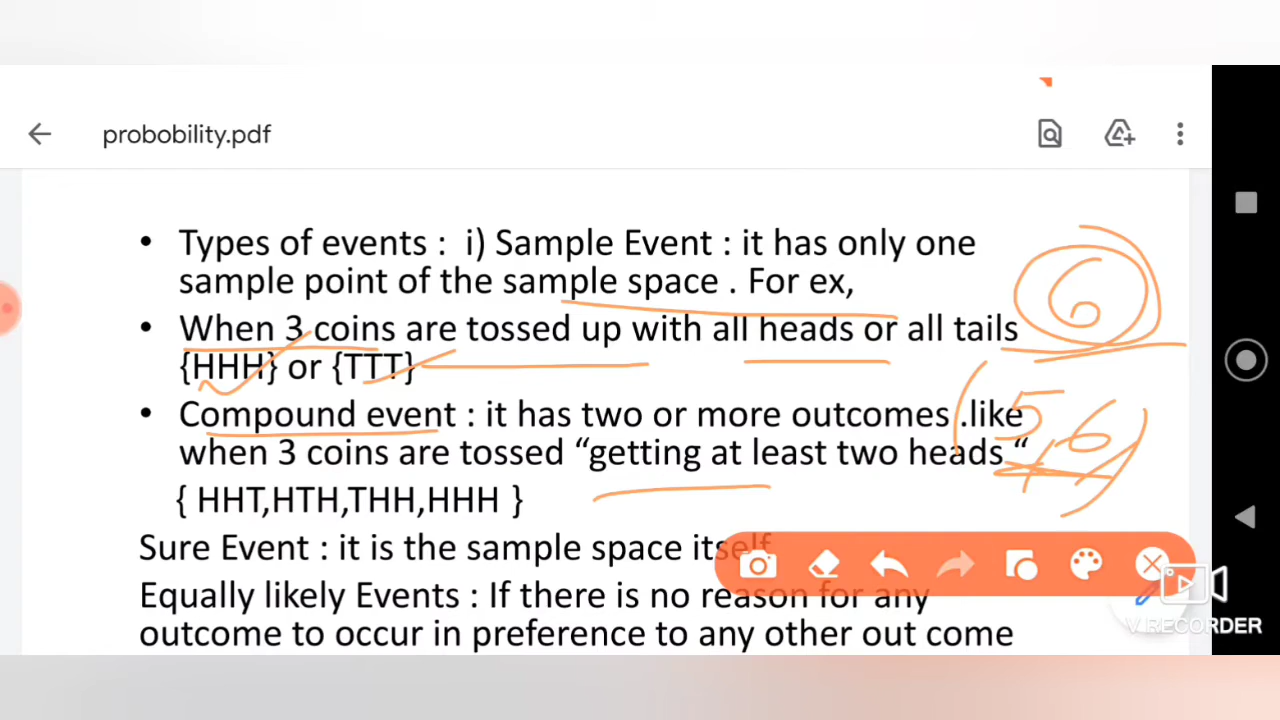 probobility.pdf
• Types of events : i) Sample Event : it has only one
sample point of the sample space . For ex,
6
• When 3 coins are tossed up with all heads or all tails
{HHH} or {TTT}
• Compound event : it has two or more outcomes .like
(5,6)
when 3 coins are tossed “getting at least two heads “
{ HHT,HTH,THH,HHH }
Sure Event : it is the sample space itself
Equally likely Events : If there is no reason for any
outcome to occur in preference to any other out come
V RECORDER